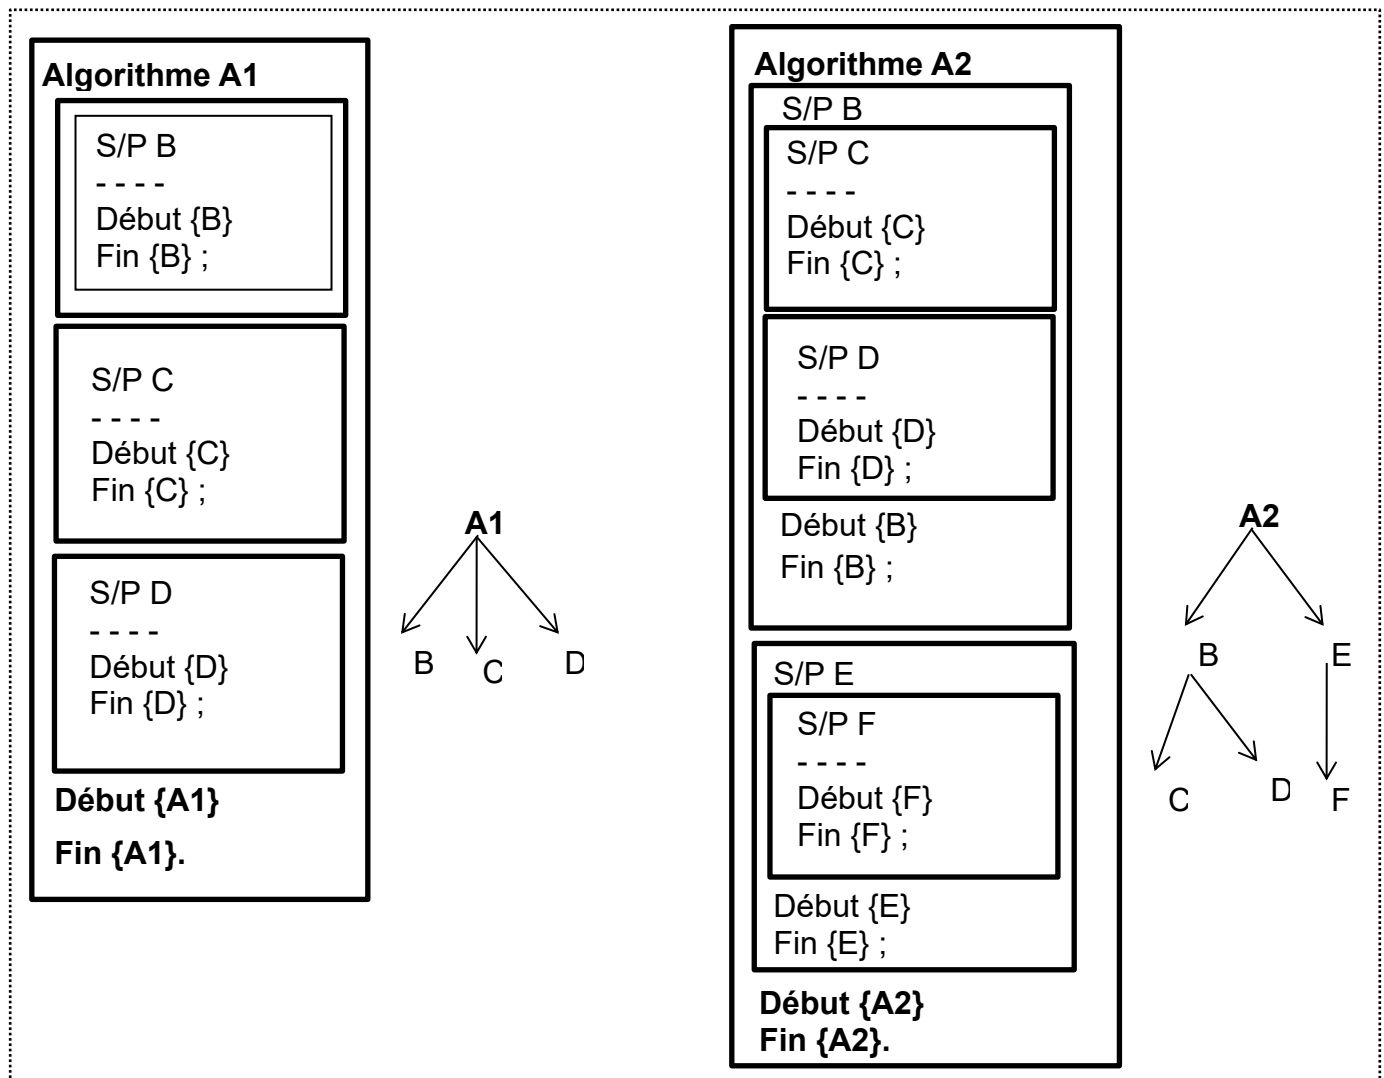 Algorithme A1
S/P B
- - - -
Début {B}
Fin {B} ;
S/P C
- - - -
Début {C}
Fin {C} ;
S/P D
- - - -
Début {D}
Fin {D} ;
Début {A1}
Fin {A1}.
A1
B
C
D
Algorithme A2
S/P B
S/P C
- - - -
Début {C}
Fin {C} ;
S/P D
- - - -
Début {D}
Fin {D} ;
Début {B}
Fin {B} ;
S/P E
S/P F
- - - -
Début {F}
Fin {F} ;
Début {E}
Fin {E} ;
Début {A2}
Fin {A2}.
A2
B E
C D F